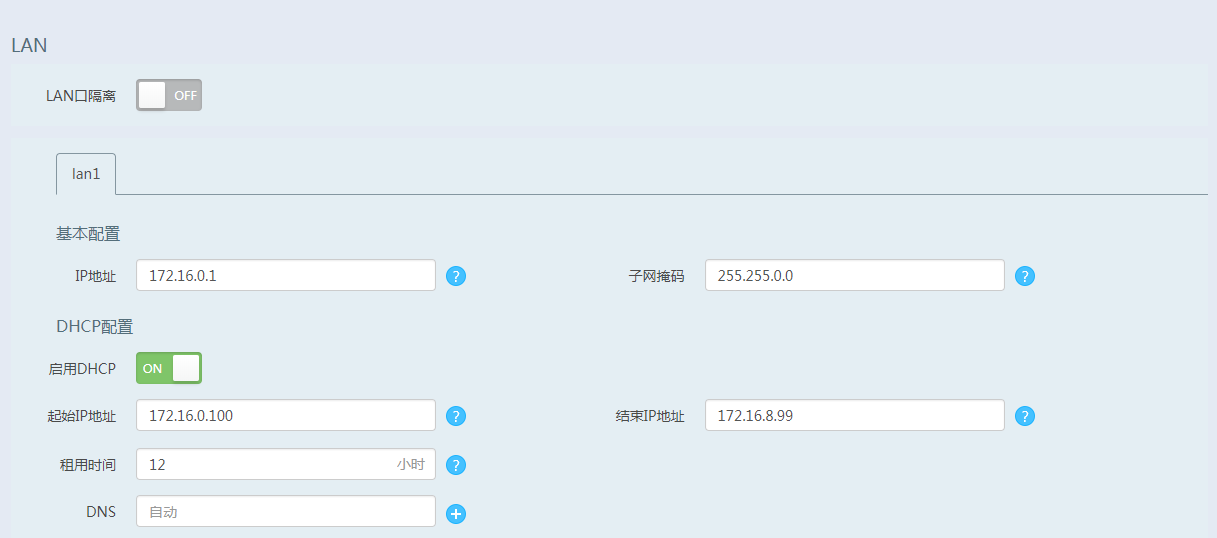 LAN
LAN口隔离 OFF
lan1
基本配置
IP地址 172.16.0.1 ? 子网掩码 255.255.0.0 ?
DHCP配置
启用DHCP ON
起始IP地址 172.16.0.100 ? 结束IP地址 172.16.8.99 ?
租用时间 12 小时 ?
DNS 自动 +